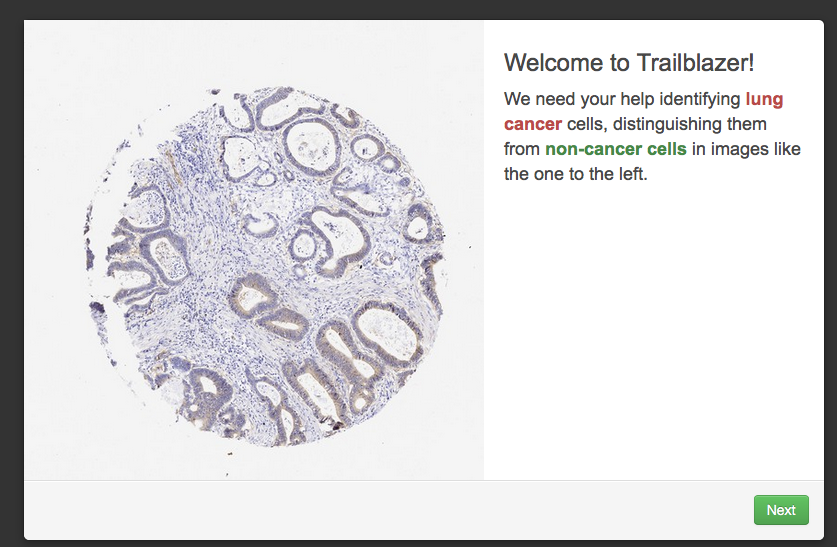 Welcome to Trailblazer!
We need your help identifying lung
cancer cells, distinguishing them
from non-cancer cells in images like
the one to the left.
Next